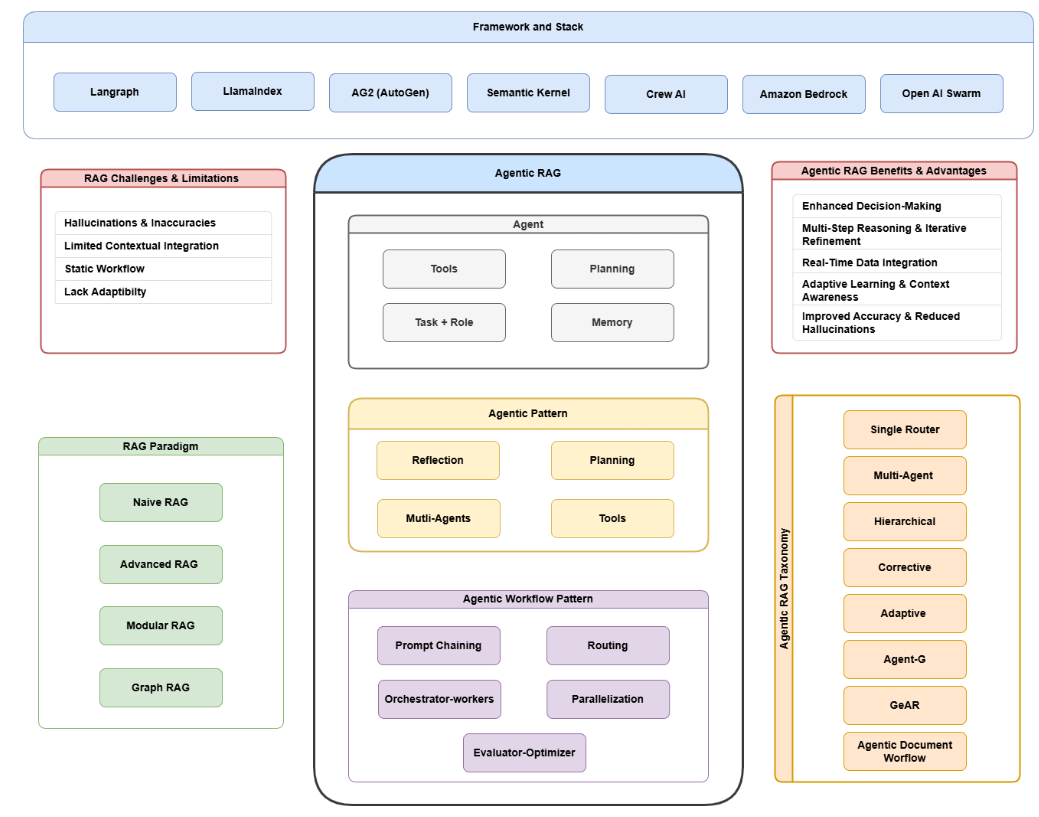 Framework and Stack
Langraph
LlamaIndex
AG2 (AutoGen)
Semantic Kernel
Crew AI
Amazon Bedrock
Open AI Swarm
RAG Challenges & Limitations
Hallucinations & Inaccuracies
Limited Contextual Integration
Static Workflow
Lack Adaptibilty
RAG Paradigm
Naive RAG
Advanced RAG
Modular RAG
Graph RAG
Agentic RAG
Agent
Tools
Planning
Task + Role
Memory
Agentic Pattern
Reflection
Planning
Mutli-Agents
Tools
Agentic Workflow Pattern
Prompt Chaining
Routing
Orchestrator-workers
Parallelization
Evaluator-Optimizer
Agentic RAG Benefits & Advantages
Enhanced Decision-Making
Multi-Step Reasoning & Iterative
Refinement
Real-Time Data Integration
Adaptive Learning & Context
Awareness
Improved Accuracy & Reduced
Hallucinations
Agentic RAG Taxonomy
Single Router
Multi-Agent
Hierarchical
Corrective
Adaptive
Agent-G
GeAR
Agentic Document
Worflow